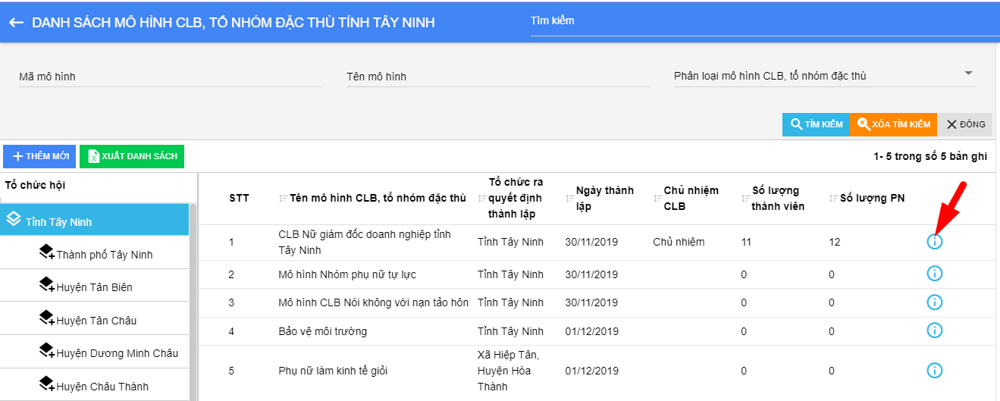 DANH SÁCH MÔ HÌNH CLB, TỔ NHÓM ĐẶC THÙ TỈNH TÂY NINH
Tìm kiếm
Mã mô hình
Tên mô hình
Phân loại mô hình CLB, tổ nhóm đặc thù
TÌM KIẾM
XÓA TÌM KIẾM
ĐÓNG
THÊM MỚI
XUẤT DANH SÁCH
1- 5 trong số 5 bản ghi
Tổ chức hội
Tỉnh Tây Ninh
Thành phố Tây Ninh
Huyện Tân Biên
Huyện Tân Châu
Huyện Dương Minh Châu
Huyện Châu Thành
STT
Tên mô hình CLB, tổ nhóm đặc thù
Tổ chức ra
quyết định
thành lập
Ngày thành
lập
Chủ nhiệm
CLB
Số lượng
thành viên
Số lượng PN
1
CLB Nữ giám đốc doanh nghiệp tỉnh
Tây Ninh
Tỉnh Tây Ninh
30/11/2019
Chủ nhiệm
11
12
2
Mô hình Nhóm phụ nữ tự lực
Tỉnh Tây Ninh
30/11/2019
0
0
3
Mô hình CLB Nói không với nạn tảo hôn
Tỉnh Tây Ninh
30/11/2019
0
0
4
Bảo vệ môi trường
Tỉnh Tây Ninh
01/12/2019
0
0
5
Phụ nữ làm kinh tế giỏi
Xã Hiệp Tân,
Huyện Hòa
Thành
01/12/2019
0
0